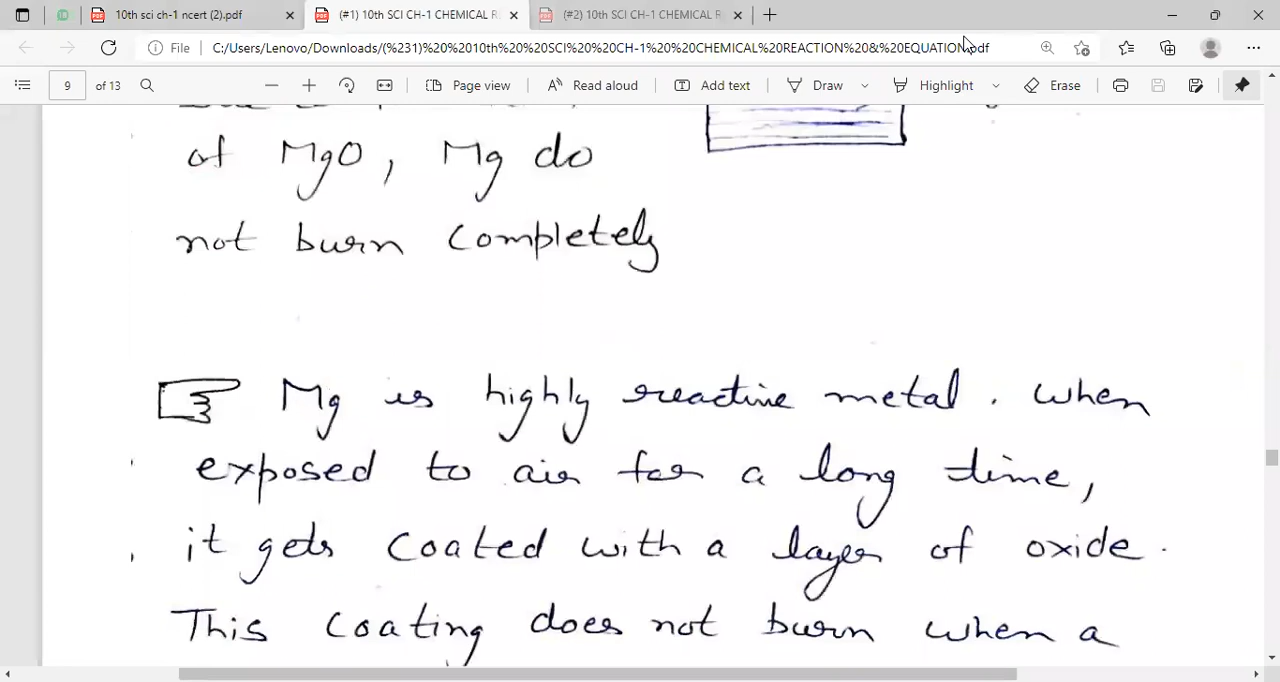 10th sci ch-1 ncert (2).pdf
(#1) 10th SCI CH-1 CHEMICAL R
(#2) 10th SCI CH-1 CHEMICAL R
File
C:/Users/Lenovo/Downloads/(%231)%20%2010th%20%20SCI%20%20CH-1%20%20CHEMICAL%20REACTION%20&%20EQUATION.pdf
9 of 13
Page view
Read aloud
Add text
Draw
Highlight
Erase
of MgO, Mg do
not burn completely
Mg is highly reactive metal. When
exposed to air for a long time,
it gets coated with a layer of oxide.
This coating does not burn when a